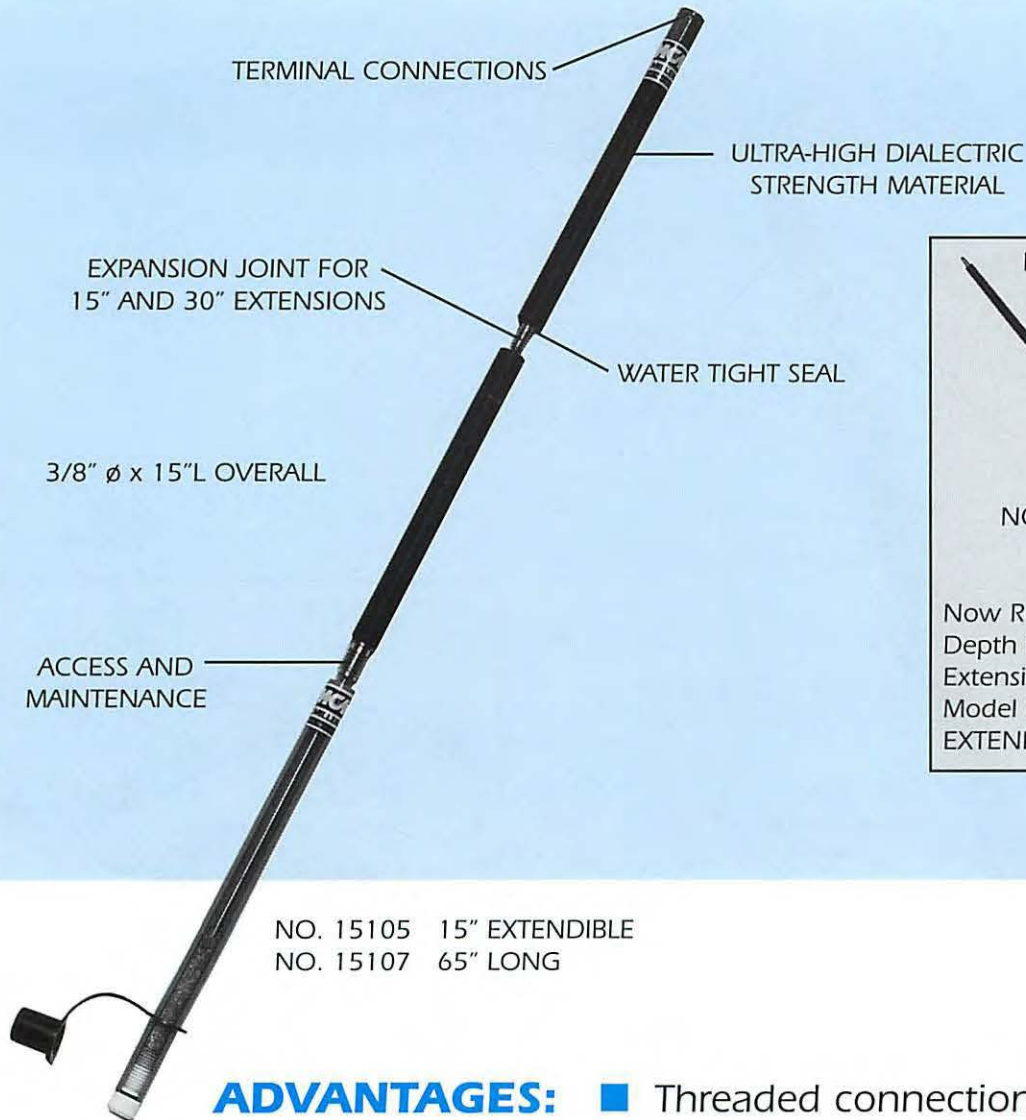 TERMINAL CONNECTIONS
ULTRA-HIGH DIALECTRIC
STRENGTH MATERIAL
EXPANSION JOINT FOR
15" AND 30" EXTENSIONS
WATER TIGHT SEAL
3/8" ø x 15"L OVERALL
ACCESS AND
MAINTENANCE
Now R
Depth
Extensi
Model
EXTEN
NO. 15105 15" EXTENDIBLE
NO. 15107 65" LONG
ADVANTAGES: ■ Threaded connection